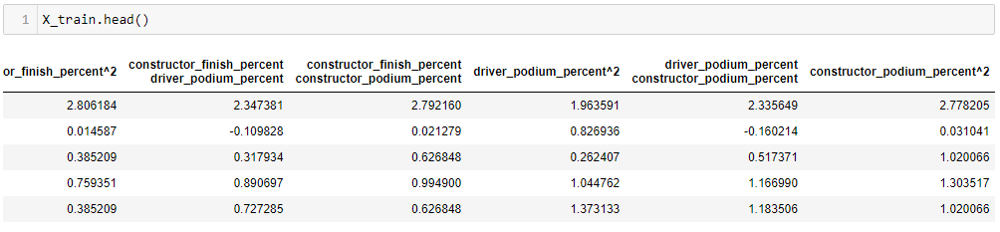 1 X_train.head()
or_finish_percent^2 constructor_finish_percent driver_podium_percent constructor_finish_percent constructor_podium_percent driver_podium_percent^2 driver_podium_percent constructor_podium_percent constructor_podium_percent^2
2.806184 2.347381 2.792160 1.963591 2.335649 2.778205
0.014587 -0.109828 0.021279 0.826936 -0.160214 0.031041
0.385209 0.317934 0.626848 0.262407 0.517371 1.020066
0.759351 0.890697 0.994900 1.044762 1.166990 1.303517
0.385209 0.727285 0.626848 1.373133 1.183506 1.020066